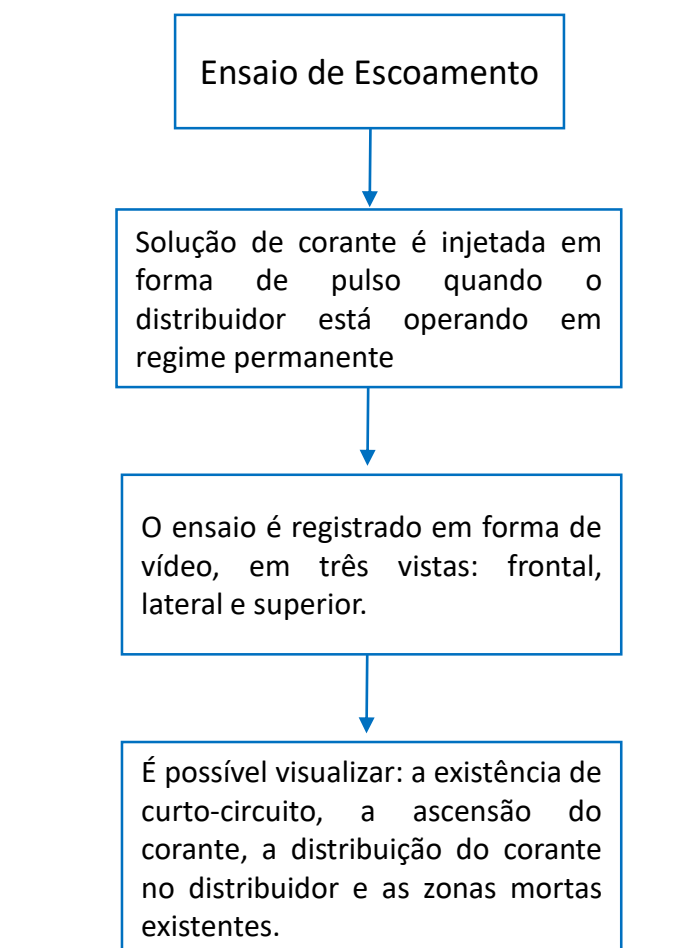 Ensaio de Escoamento
Solução de corante é injetada em
forma de pulso quando o
distribuidor está operando em
regime permanente
O ensaio é registrado em forma de
vídeo, em três vistas: frontal,
lateral e superior.
É possível visualizar: a existência de
curto-circuito, a ascensão do
corante, a distribuição do corante
no distribuidor e as zonas mortas
existentes.